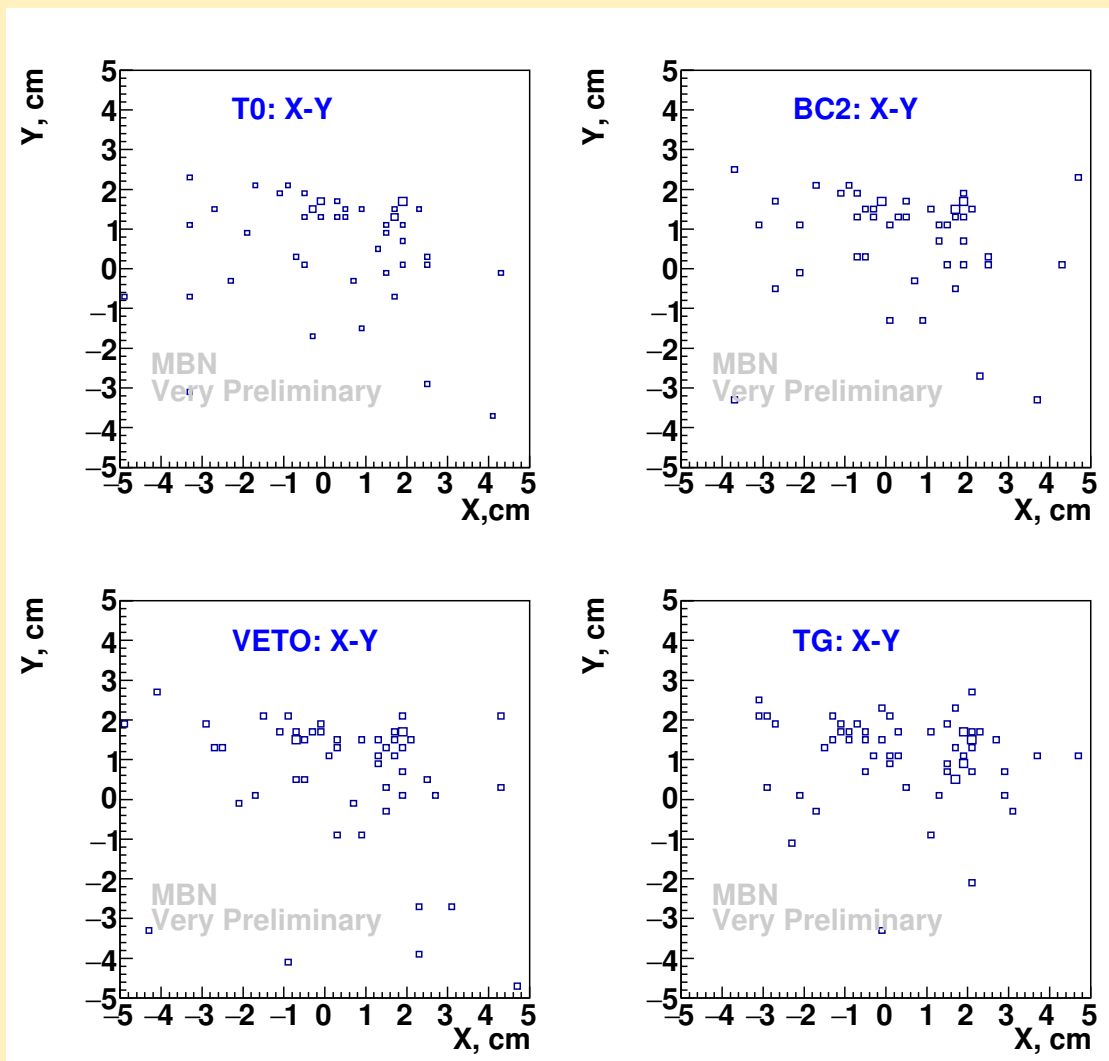 Y, cm
T0: X-Y
5
4
3
2
1
0
−1
−2
−3
−4
−5
MBN
Very Preliminary
−5 −4 −3 −2 −1 0 1 2 3 4 5
X,cm
Y, cm
BC2: X-Y
5
4
3
2
1
0
−1
−2
−3
−4
−5
MBN
Very Preliminary
−5 −4 −3 −2 −1 0 1 2 3 4 5
X, cm
Y, cm
VETO: X-Y
5
4
3
2
1
0
−1
−2
−3
−4
−5
MBN
Very Preliminary
−5 −4 −3 −2 −1 0 1 2 3 4 5
X, cm
Y, cm
TG: X-Y
5
4
3
2
1
0
−1
−2
−3
−4
−5
MBN
Very Preliminary
−5 −4 −3 −2 −1 0 1 2 3 4 5
X, cm